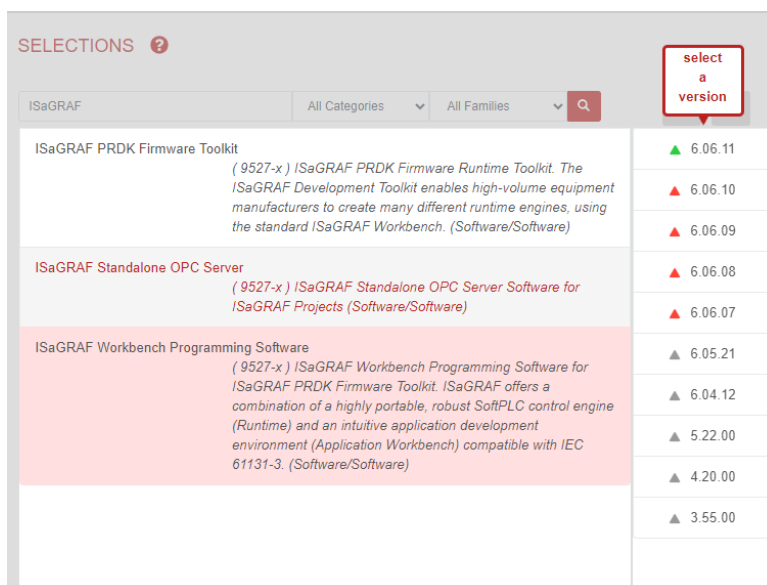 SELECTIONS ?
select
a
version
ISaGRAF All Categories All Families
ISaGRAF PRDK Firmware Toolkit
( 9527-x ) ISaGRAF PRDK Firmware Runtime Toolkit. The
ISaGRAF Development Toolkit enables high-volume equipment
manufacturers to create many different runtime engines, using
the standard ISaGRAF Workbench. (Software/Software)
ISaGRAF Standalone OPC Server
( 9527-x ) ISaGRAF Standalone OPC Server Software for
ISaGRAF Projects (Software/Software)
ISaGRAF Workbench Programming Software
( 9527-x ) ISaGRAF Workbench Programming Software for
ISaGRAF PRDK Firmware Toolkit. ISaGRAF offers a
combination of a highly portable, robust SoftPLC control engine
(Runtime) and an intuitive application development
environment (Application Workbench) compatible with IEC
61131-3. (Software/Software)
6.06.11
6.06.10
6.06.09
6.06.08
6.06.07
6.05.21
6.04.12
5.22.00
4.20.00
3.55.00